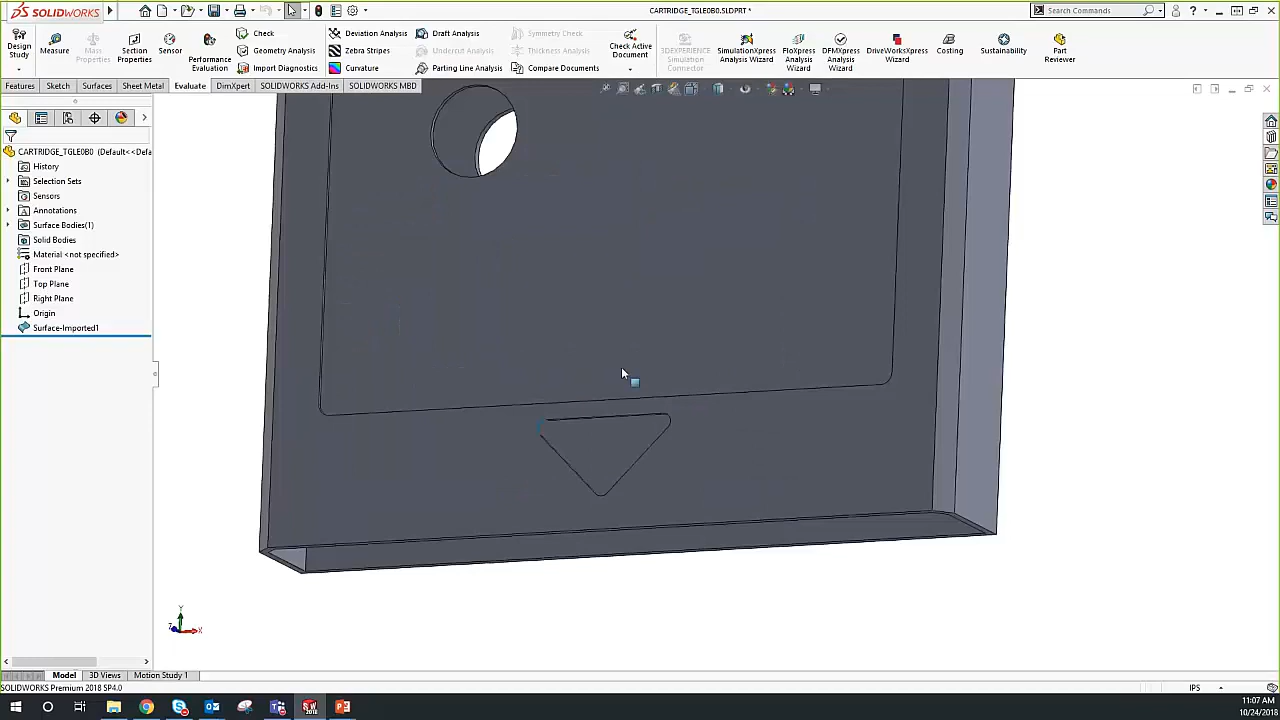 SOLIDWORKS
CARTRIDGE_TGLE0B0.SLDPRT *
Search Commands
Design Study
Measure
Mass Properties
Section Properties
Sensor
Performance Evaluation
Check
Geometry Analysis
Import Diagnostics
Deviation Analysis
Zebra Stripes
Curvature
Draft Analysis
Undercut Analysis
Parting Line Analysis
Symmetry Check
Thickness Analysis
Compare Documents
Check Active Document
3DEXPERIENCE Simulation Connector
SimulationXpress Analysis Wizard
FloXpress Analysis Wizard
DFMXpress Analysis Wizard
DriveWorksXpress Wizard
Costing
Sustainability
Part Reviewer
Features
Sketch
Surfaces
Sheet Metal
Evaluate
DimXpert
SOLIDWORKS Add-Ins
SOLIDWORKS MBD
CARTRIDGE_TGLE0B0 (Default<<Defa
History
Selection Sets
Sensors
Annotations
Surface Bodies(1)
Solid Bodies
Material <not specified>
Front Plane
Top Plane
Right Plane
Origin
Surface-Imported1
Y
Z
X
Model
3D Views
Motion Study 1
SOLIDWORKS Premium 2018 SP4.0
IPS
11:07 AM
10/24/2018